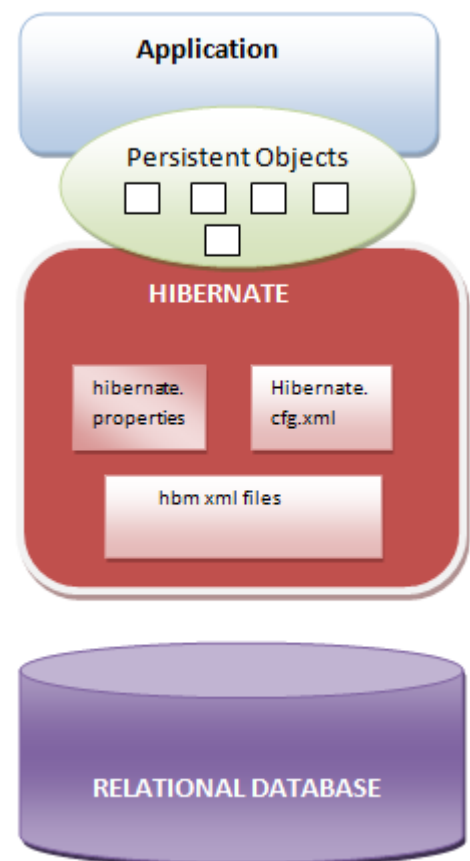 Application
Persistent Objects
HIBERNATE
hibernate.
properties
Hibernate.
cfg.xml
hbm xml files
RELATIONAL DATABASE